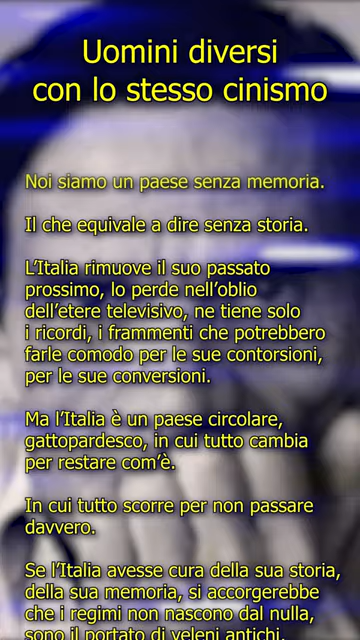 Uomini diversi
con lo stesso cinismo
Noi siamo un paese senza memoria.
Il che equivale a dire senza storia.
L'Italia rimuove il suo passato
prossimo, lo perde nell'oblio
dell'etere televisivo, ne tiene solo
i ricordi, i frammenti che potrebbero
farle comodo per le sue contorsioni,
per le sue conversioni.
Ma l'Italia è un paese circolare,
gattopardesco, in cui tutto cambia
per restare com'è.
In cui tutto scorre per non passare
davvero.
Se l'Italia avesse cura della sua storia,
della sua memoria, si accorgerebbe
che i regimi non nascono dal nulla,
sono il portato di veleni antichi,